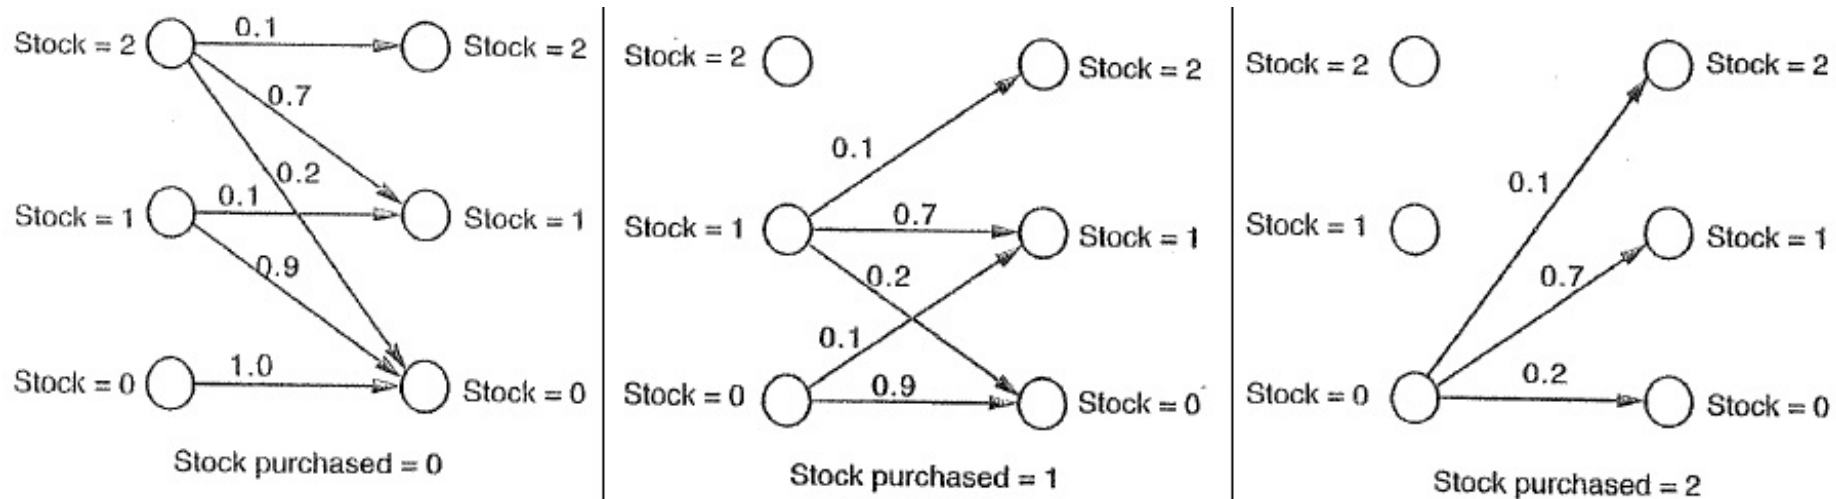 Stock = 2
0.1
Stock = 2
0.7
0.2
Stock = 1
0.1
Stock = 1
0.9
Stock = 0
1.0
Stock = 0
Stock purchased = 0
Stock = 2
Stock = 2
0.1
Stock = 1
0.7
Stock = 1
0.2
0.1
Stock = 0
0.9
Stock = 0
Stock purchased = 1
Stock = 2
Stock = 2
0.1
Stock = 1
Stock = 1
0.7
Stock = 0
0.2
Stock = 0
Stock purchased = 2